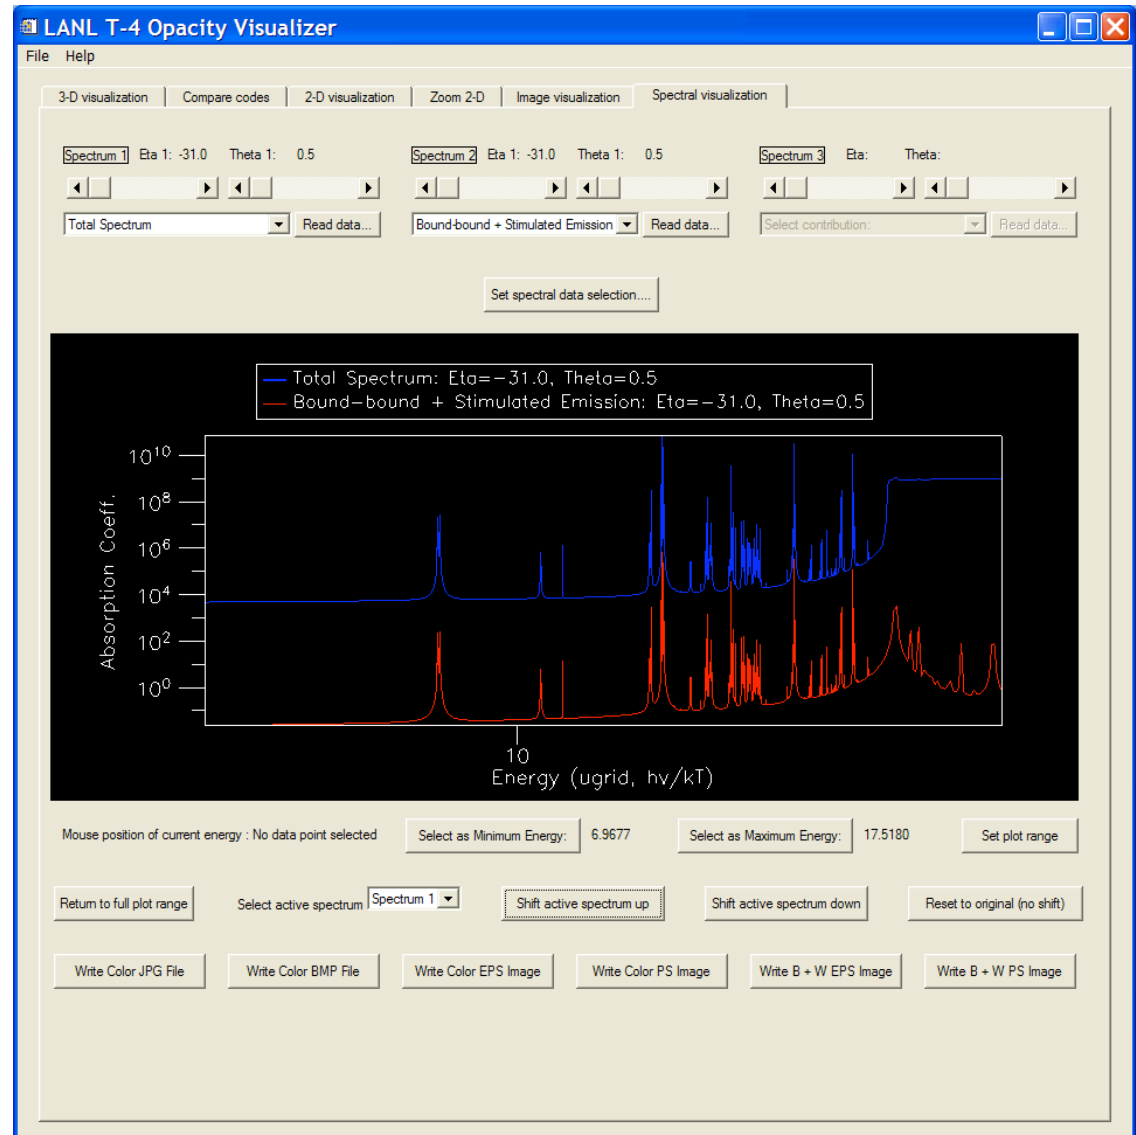 LANL T-4 Opacity Visualizer
File Help
3-D visualization Compare codes 2-D visualization Zoom 2-D Image visualization Spectral visualization
Spectrum 1 Eta 1: -31.0 Theta 1: 0.5 Spectrum 2 Eta 1: -31.0 Theta 1: 0.5 Spectrum 3 Eta: Theta:
Total Spectrum Read data... Bound-bound + Stimulated Emission Read data... Select contribution: Read data...
Set spectral data selection....
Total Spectrum: Eta=−31.0, Theta=0.5
Bound−bound + Stimulated Emission: Eta=−31.0, Theta=0.5
Absorption Coeff.
10¹⁰
10⁸
10⁶
10⁴
10²
10⁰
10
Energy (ugrid, hv/kT)
Mouse position of current energy : No data point selected Select as Minimum Energy: 6.9677 Select as Maximum Energy: 17.5180 Set plot range
Return to full plot range Select active spectrum Spectrum 1 Shift active spectrum up Shift active spectrum down Reset to original (no shift)
Write Color JPG File Write Color BMP File Write Color EPS Image Write Color PS Image Write B + W EPS Image Write B + W PS Image